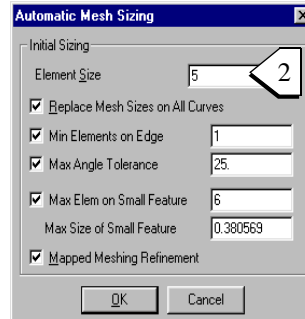 Automatic Mesh Sizing
Initial Sizing
Element Size 5 2
Replace Mesh Sizes on All Curves
Min Elements on Edge 1
Max Angle Tolerance 25.
Max Elem on Small Feature 6
Max Size of Small Feature 0.380569
Mapped Meshing Refinement
OK Cancel